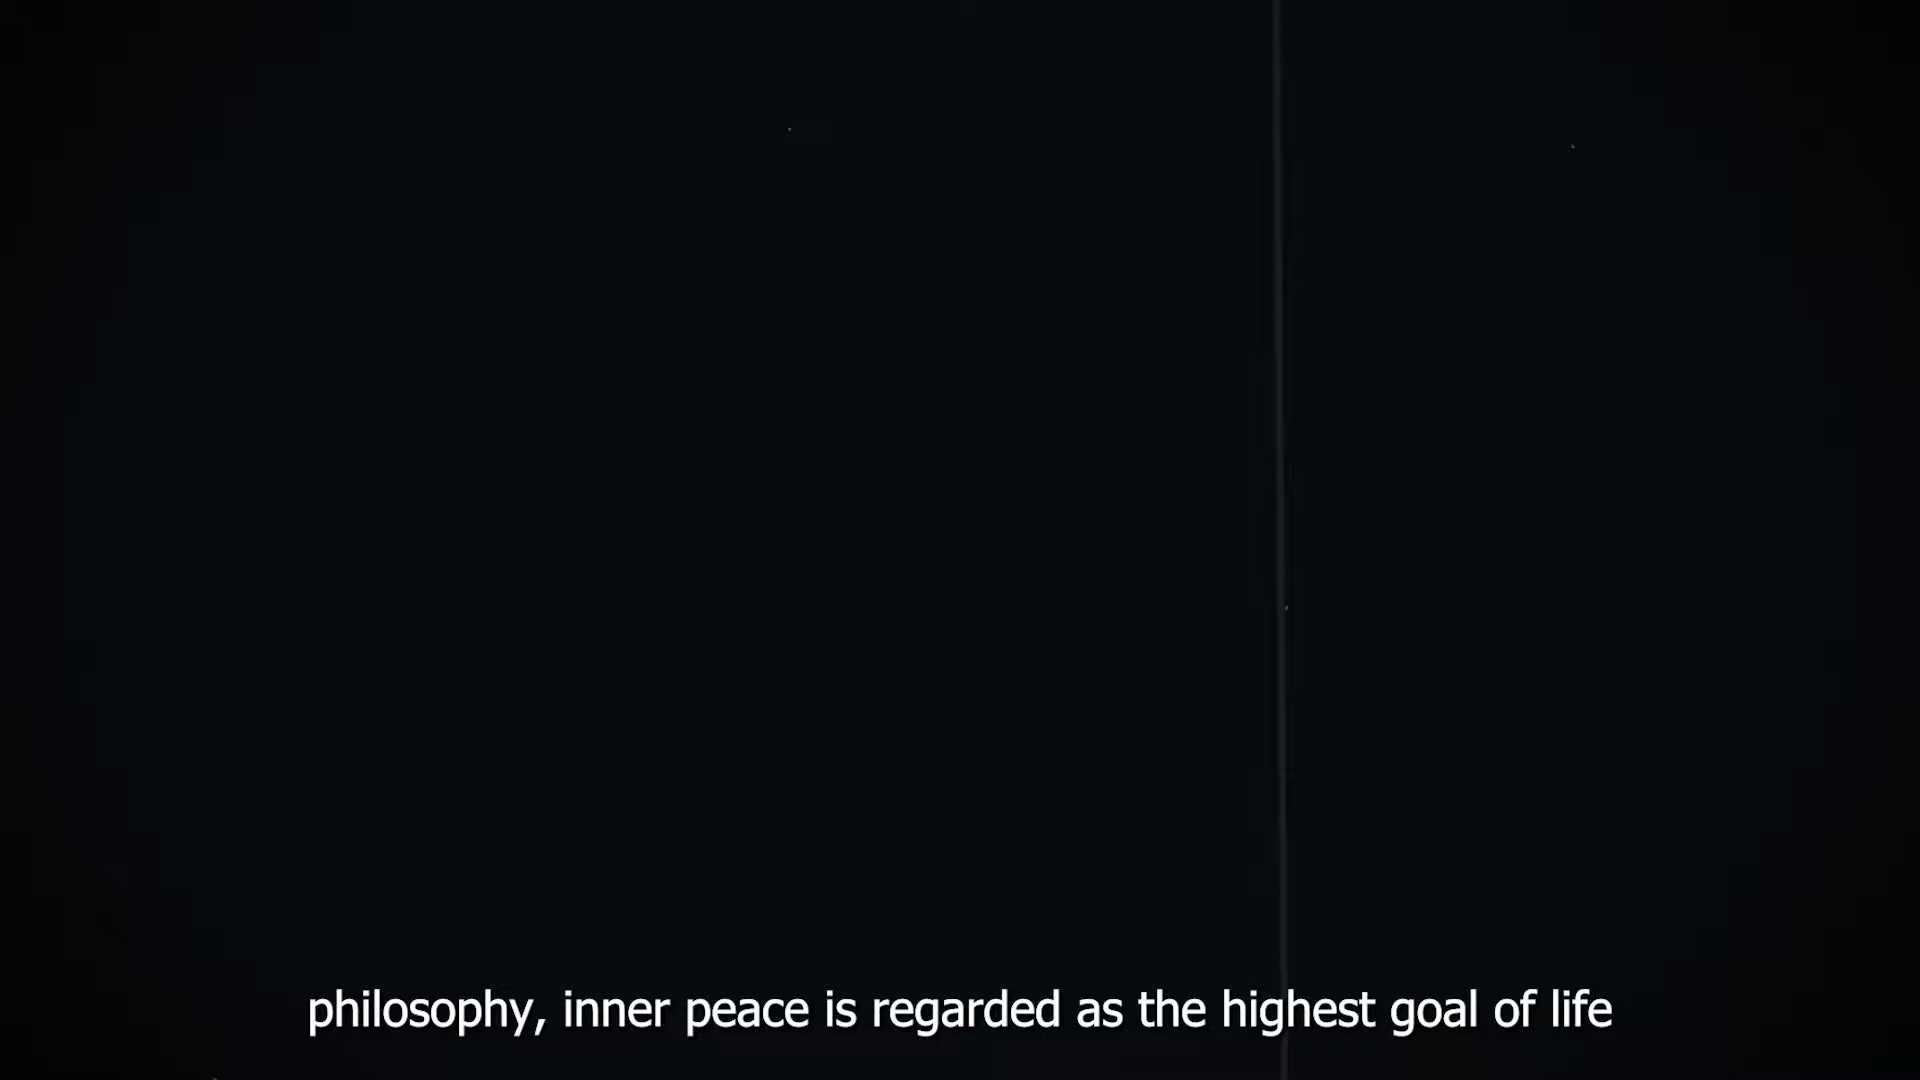 philosophy, inner peace is regarded as the highest goal of life